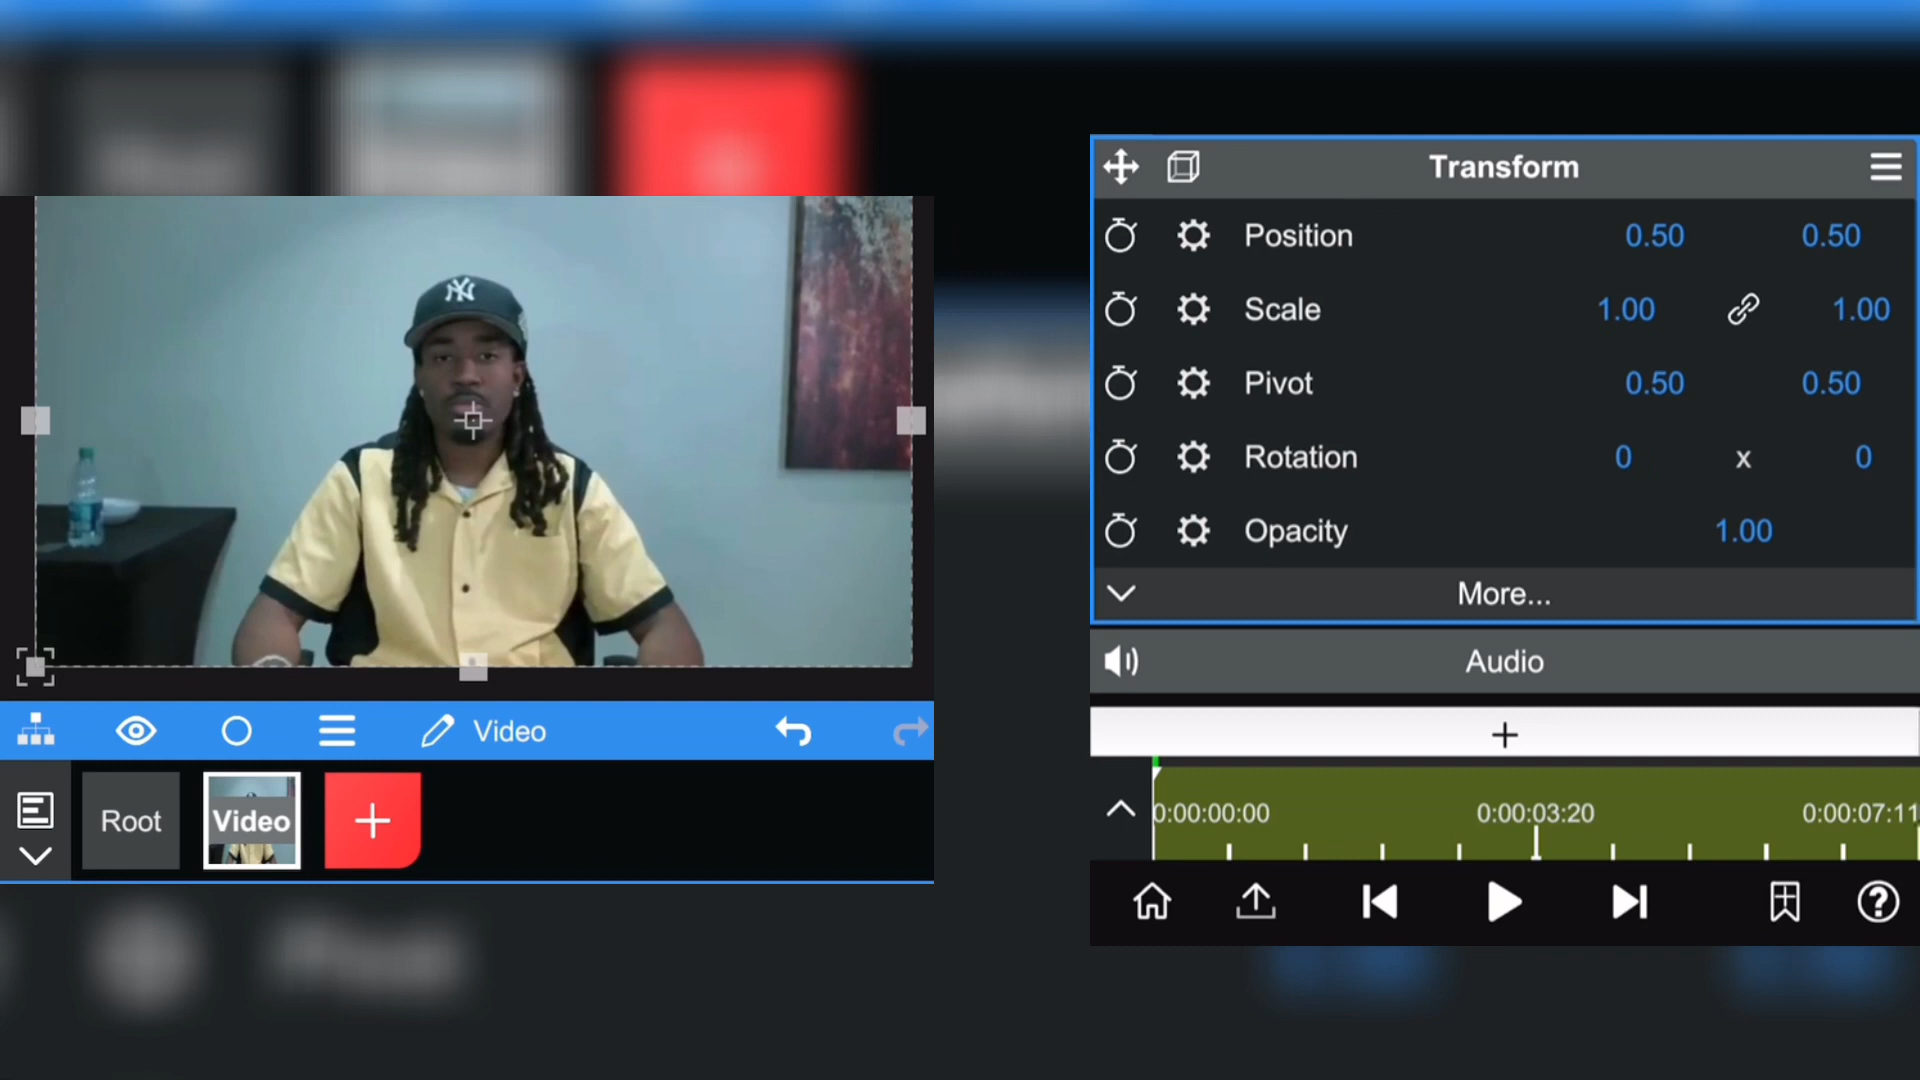 NY
Video
Root
Video
Transform
Position 0.50 0.50
Scale 1.00 1.00
Pivot 0.50 0.50
Rotation 0 x 0
Opacity 1.00
More...
Audio
+
0:00:00:00 0:00:03:20 0:00:07:11